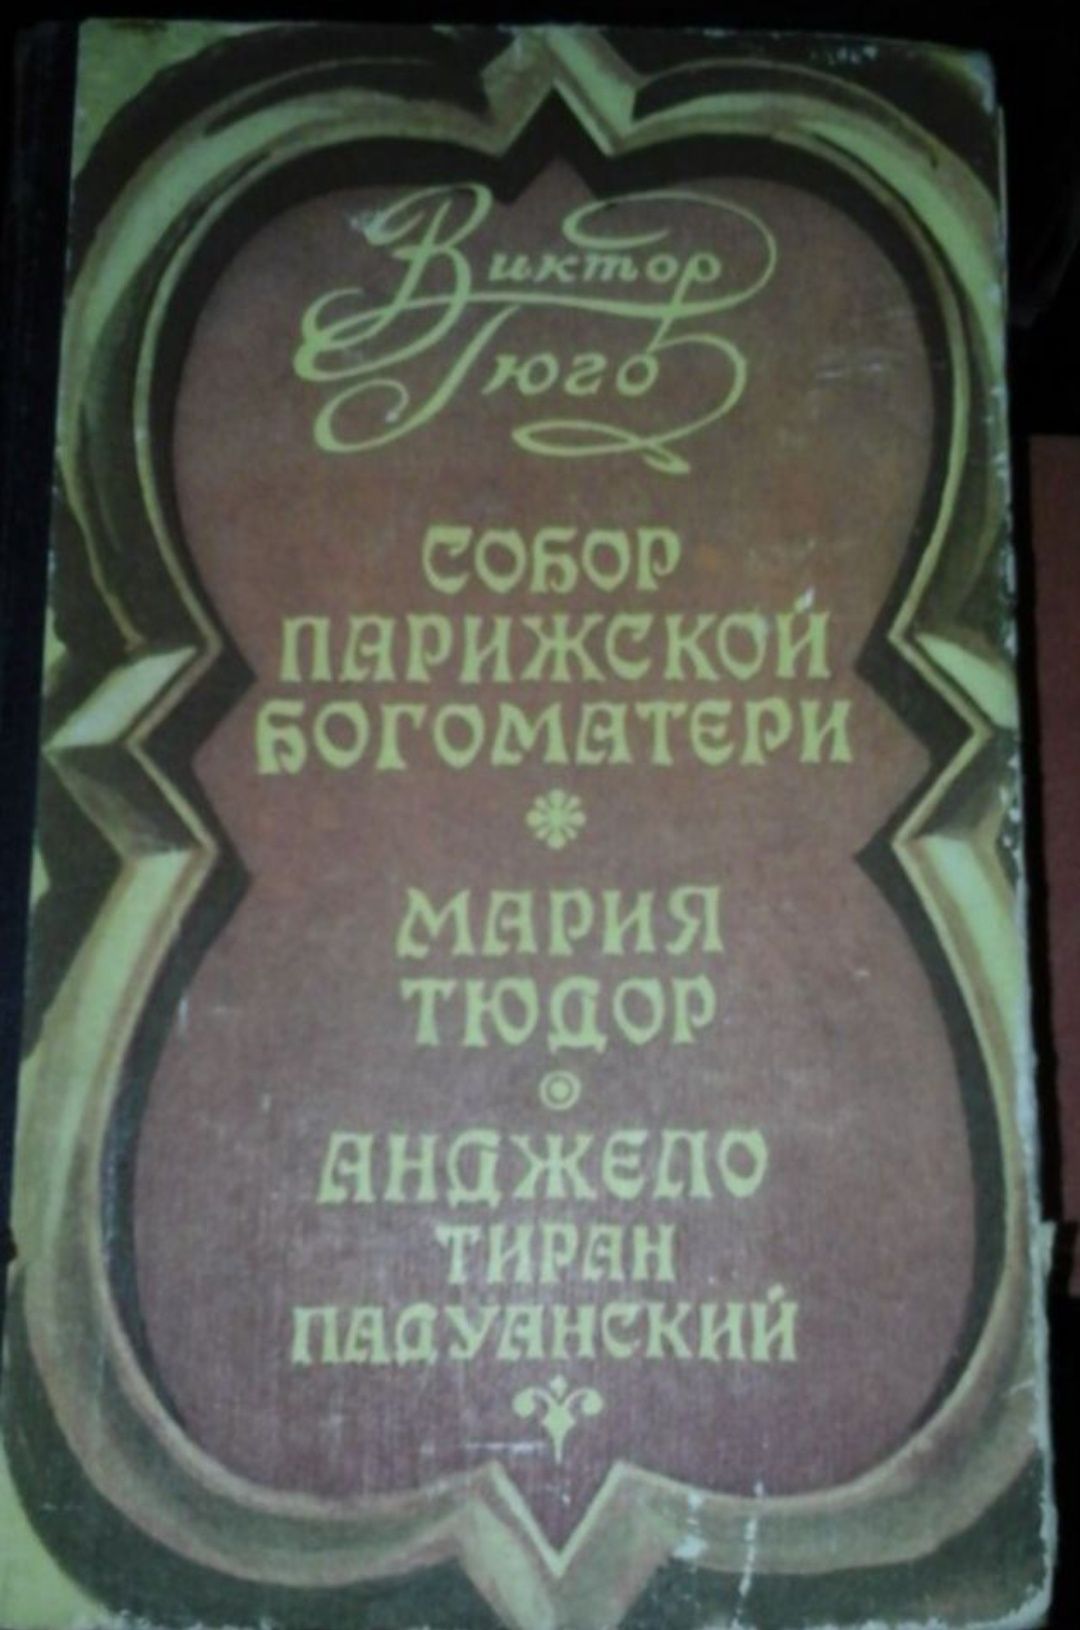 Виктор
Гюго
СОБОР
ПАРИЖСКОЙ
БОГОМАТЕРИ
МАРИЯ
ТЮДОР
АНДЖЕЛО
ТИРАН
ПАДУАНСКИЙ